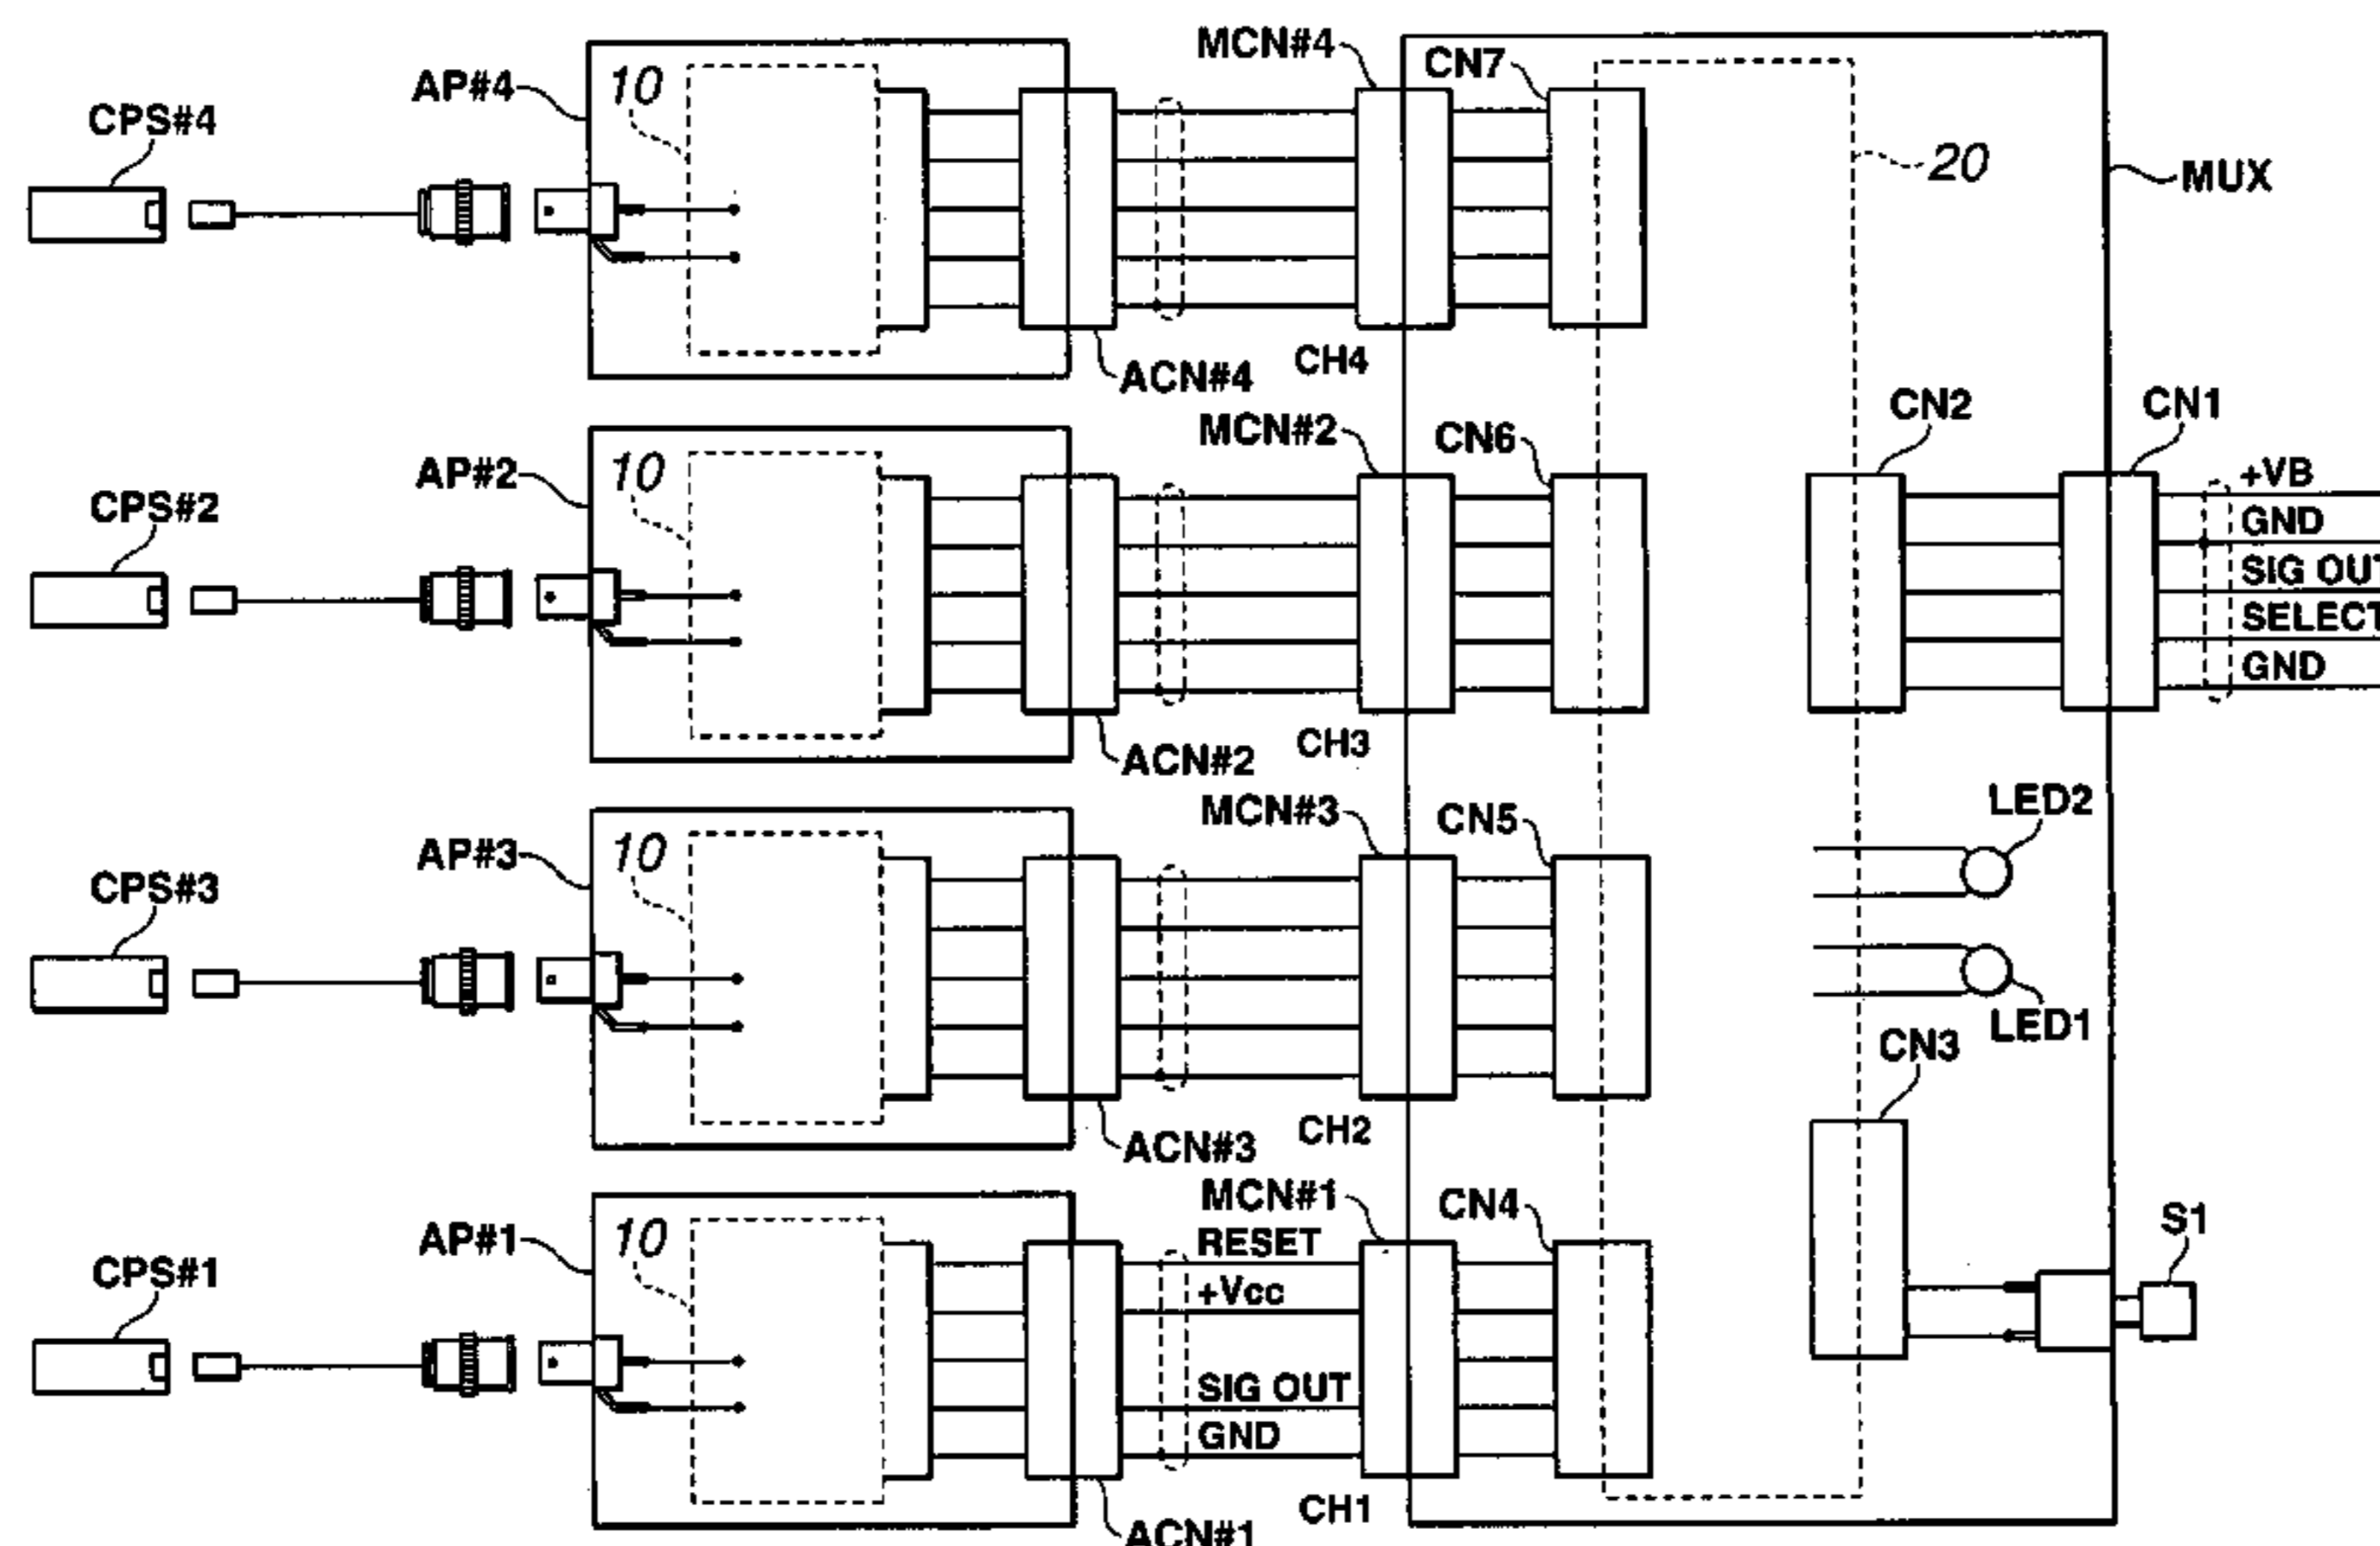 MCN#4
CN7
AP#4
10
CPS#4
20
MUX
CH4
ACN#4
MCN#2
CN6
CN2
CN1
AP#2
10
CPS#2
+VB
GND
SIG OUT
SELECT
GND
CH3
ACN#2
MCN#3
CN5
LED2
AP#3
10
CPS#3
LED1
CN3
CH2
ACN#3
MCN#1
CN4
AP#1
10
RESET
S1
CPS#1
+Vcc
SIG OUT
GND
CH1
ACN#1